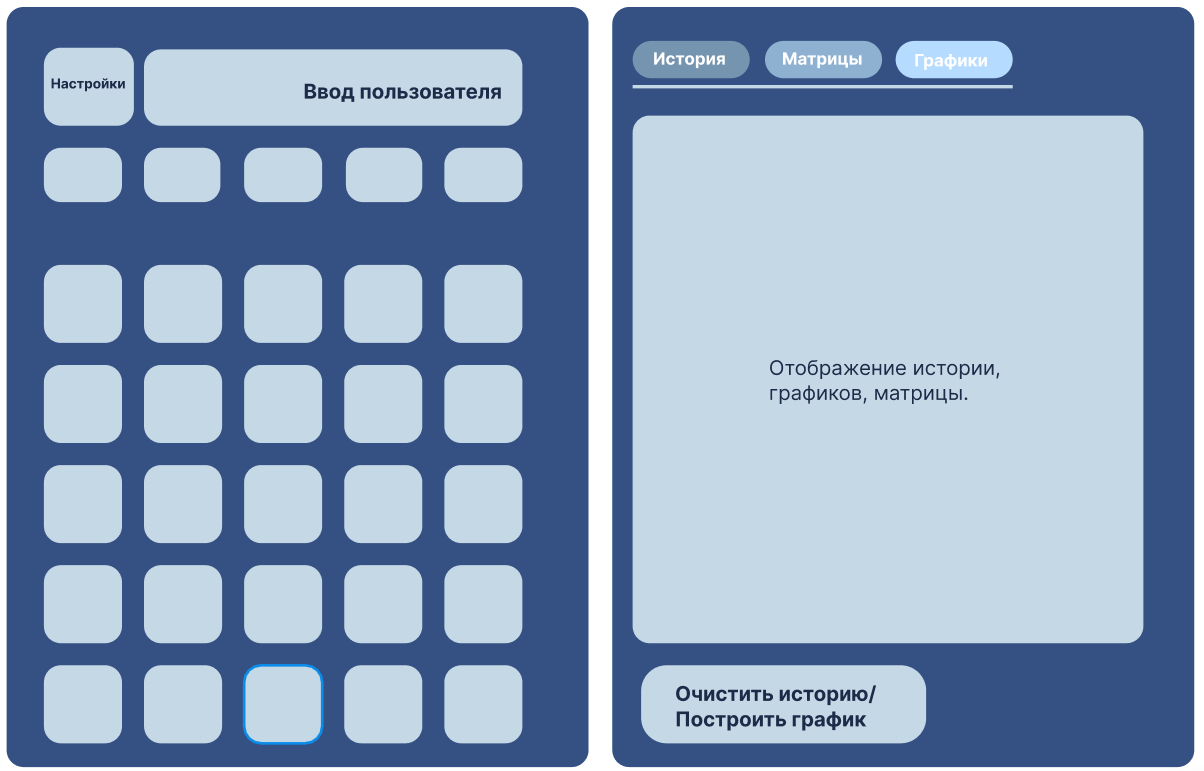 Настройки
Ввод пользователя
История
Матрицы
Графики
Отображение истории,
графиков, матрицы.
Очистить историю/
Построить график